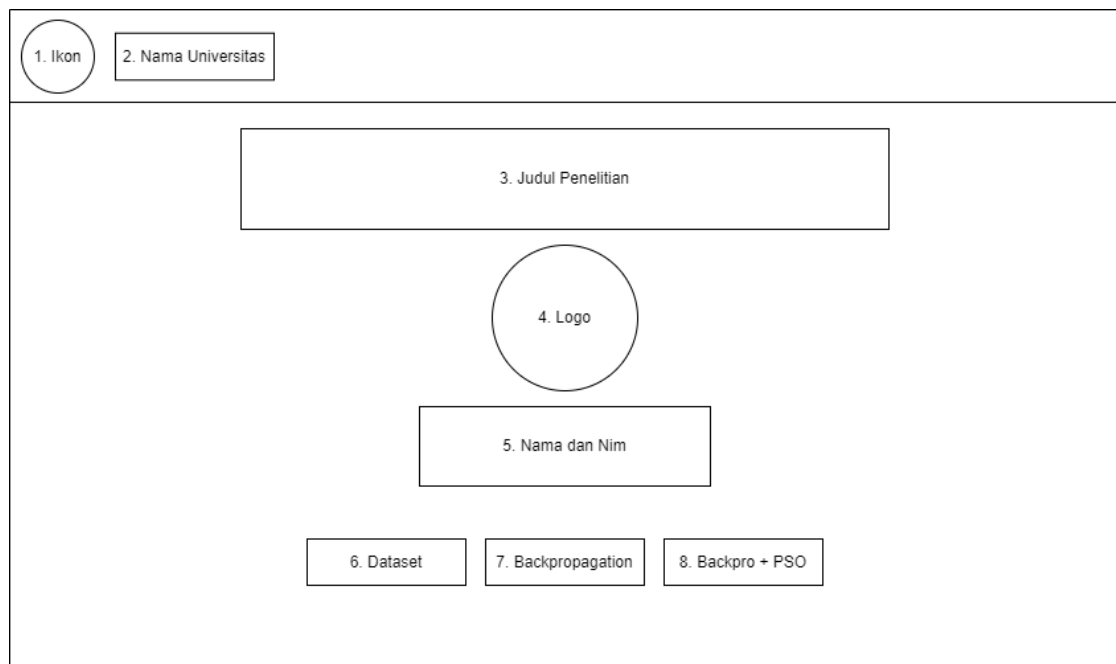 1. Ikon
2. Nama Universitas
3. Judul Penelitian
4. Logo
5. Nama dan Nim
6. Dataset
7. Backpropagation
8. Backpro + PSO